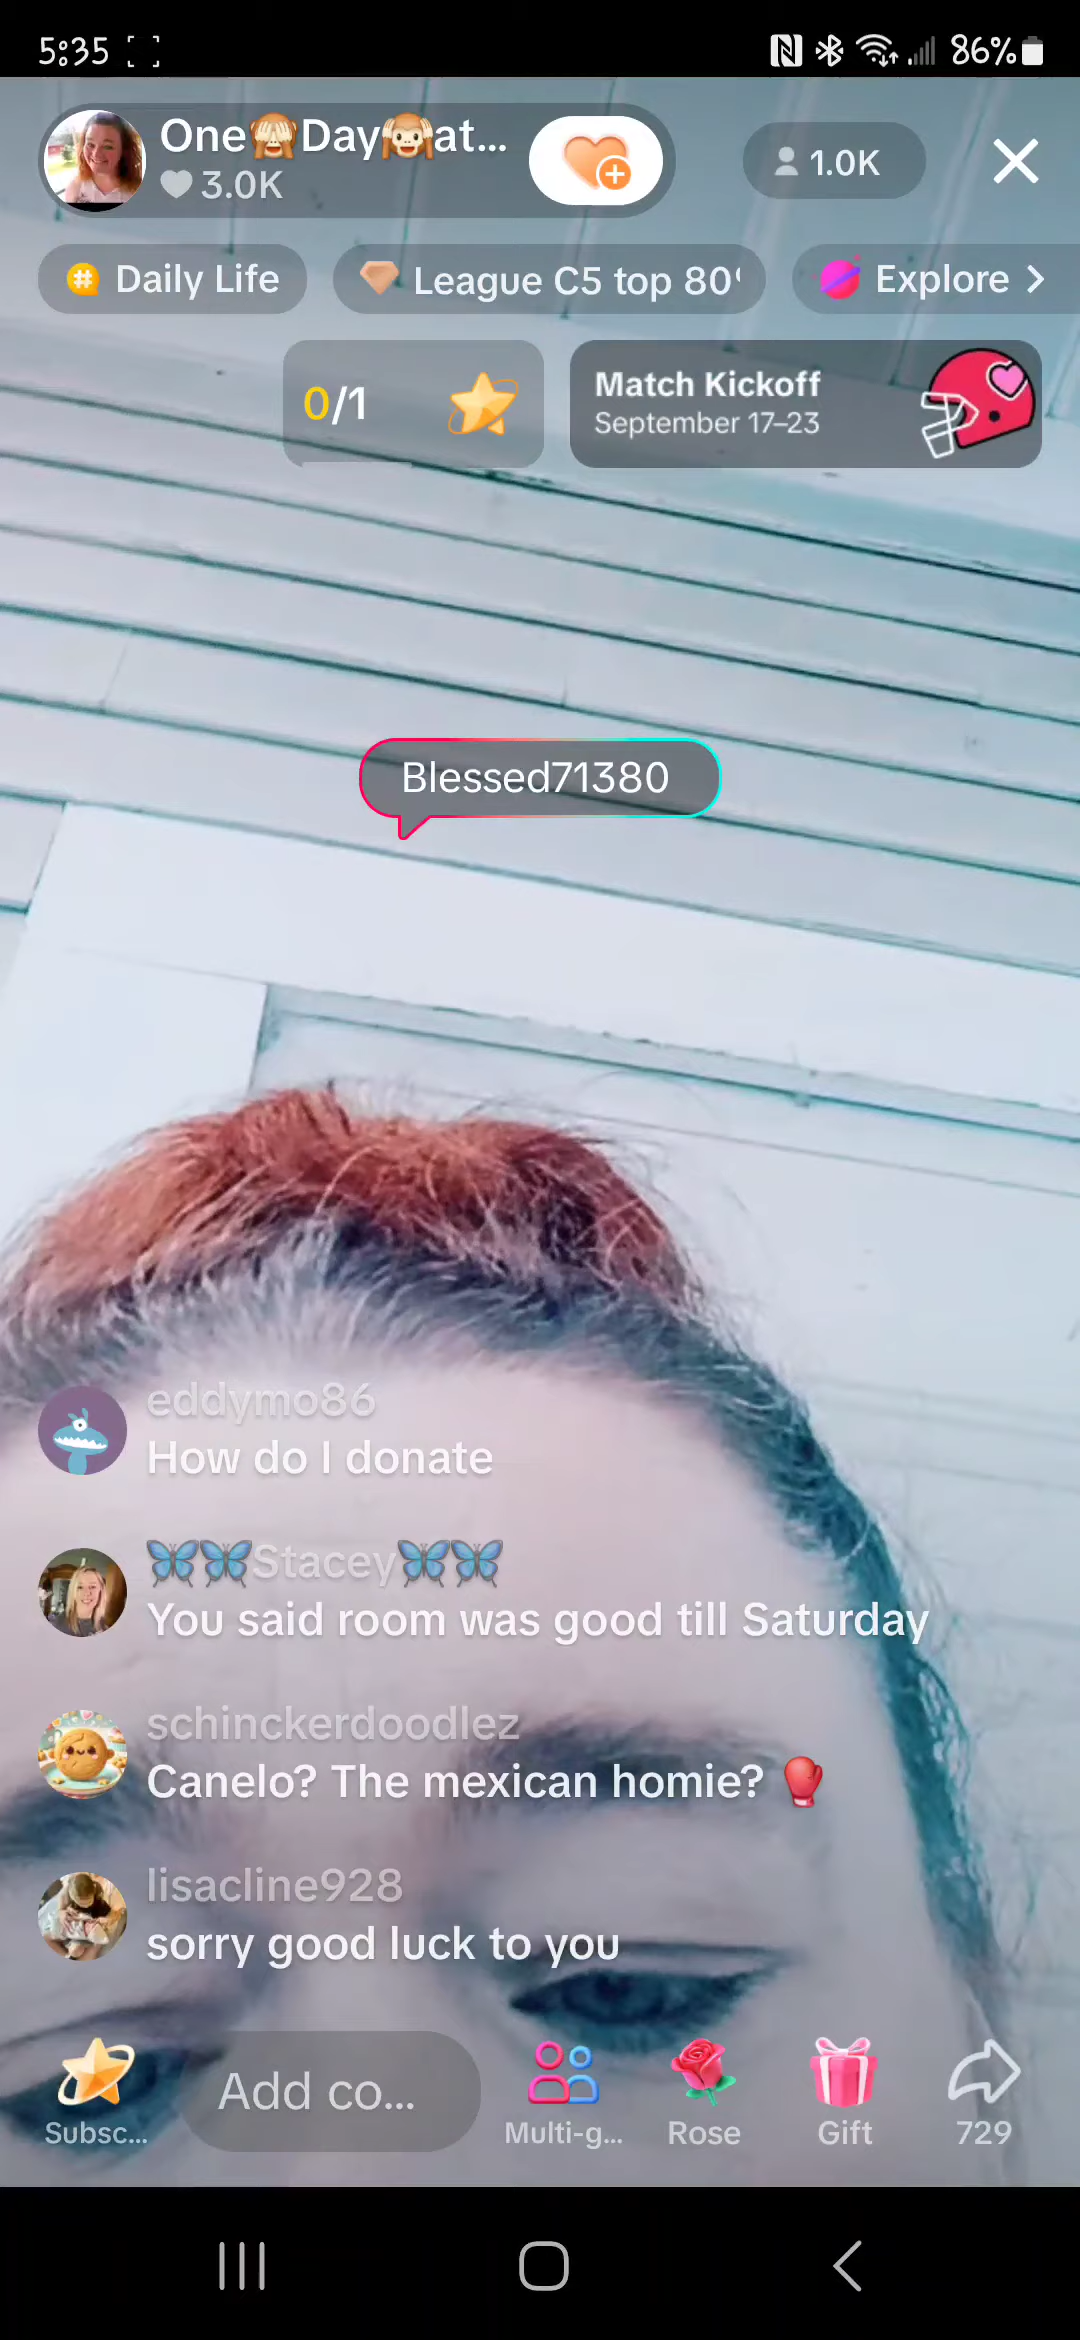 5:35
86%
One🙈Day🙉at...
3.0K
1.0K
Daily Life
League C5 top 80
Explore
0/1
Match Kickoff
September 17–23
Blessed71380
eddymo86
How do I donate
🦋🦋Stacey🦋🦋
You said room was good till Saturday
schinckerdoodlez
Canelo? The mexican homie? 🥊
lisacline928
sorry good luck to you
Subsc...
Add co...
Multi-g...
Rose
Gift
729